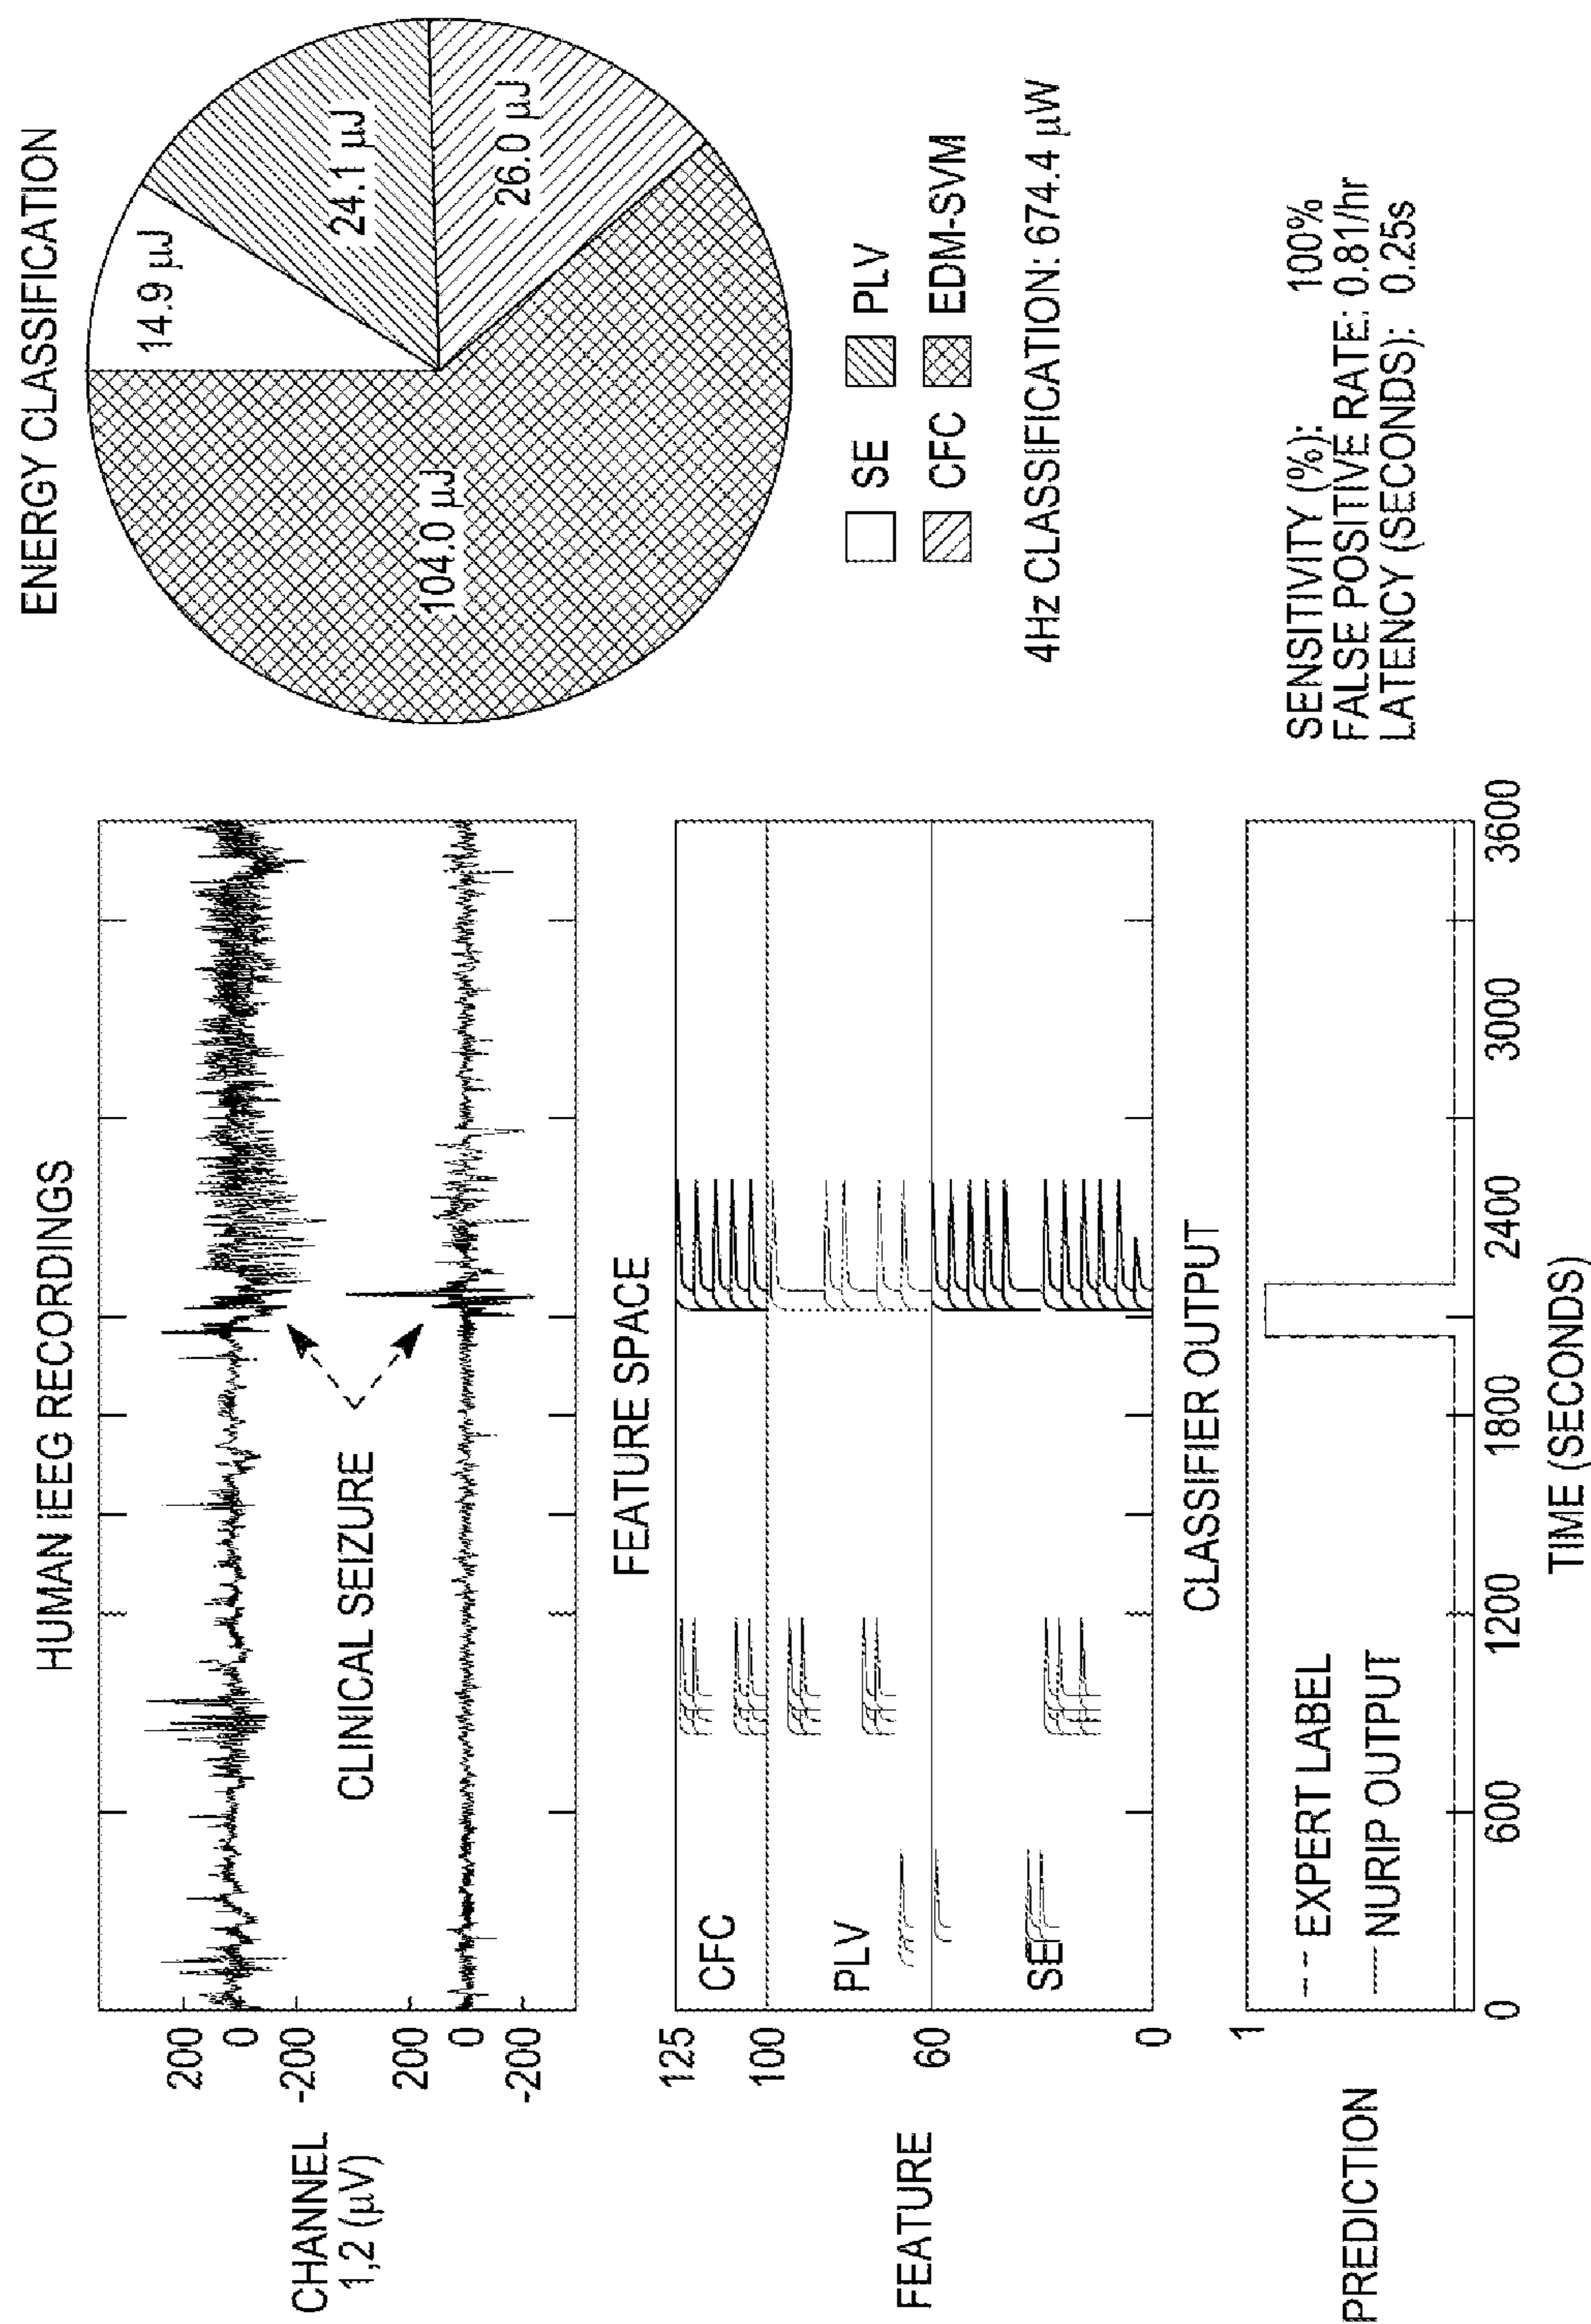 HUMAN iEEG RECORDINGS
CHANNEL
1,2 (μV)
200
0
-200
200
0
-200
CLINICAL SEIZURE
FEATURE SPACE
FEATURE
125
100
60
0
CFC
PLV
SE
CLASSIFIER OUTPUT
PREDICTION
1
EXPERT LABEL
NURIP OUTPUT
0
600
1200
1800
2400
3000
3600
TIME (SECONDS)
ENERGY CLASSIFICATION
14.9 μJ
24.1 μJ
104.0 μJ
26.0 μJ
SE
PLV
CFC
EDM-SVM
4Hz CLASSIFICATION: 674.4 μW
SENSITIVITY (%): 100%
FALSE POSITIVE RATE: 0.81/hr
LATENCY (SECONDS): 0.25s